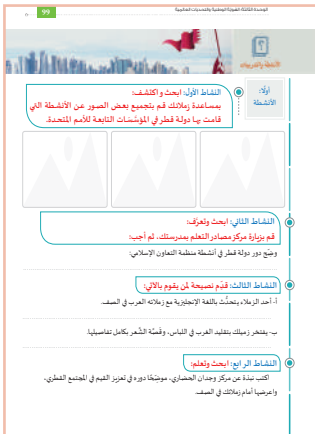 99
الوحدة الثالثة: الهوية الوطنية والتحديات العالمية
الأنشطة والتدريبات
أولًا:
الأنشطة
النشاط الأول: ابحث واكتشف:
بمساعدة زملائك قم بتجميع بعض الصور عن الأنشطة التي
قامت بها دولة قطر في المؤسّسَات التابعة للأمم المتحدة.
النشاط الثاني: ابحث وتعرّف:
قم بزيارة مركز مصادر التعلم بمدرستك، ثم أجب:
وضّح دور دولة قطر في أنشطة منظمة التعاون الإسلامي:
النشاط الثالث: قدّم نصيحة لمن يقوم بالآتي:
أ- أحد الزملاء يتحدَّث باللغة الإنجليزية مع زملائه العرب في الصف.
ب- يفتخر زميلك بتقليد الغرب في اللباس، وقصّة الشَّعر بكامل تفاصيلها.
النشاط الرابع: ابحث وتعلم:
اكتب نبذة عن مركز وجدان الحضاري، موضِحًا دوره في تعزيز القيم في المجتمع القطري،
واعرضها أمام زملائك في الصف.